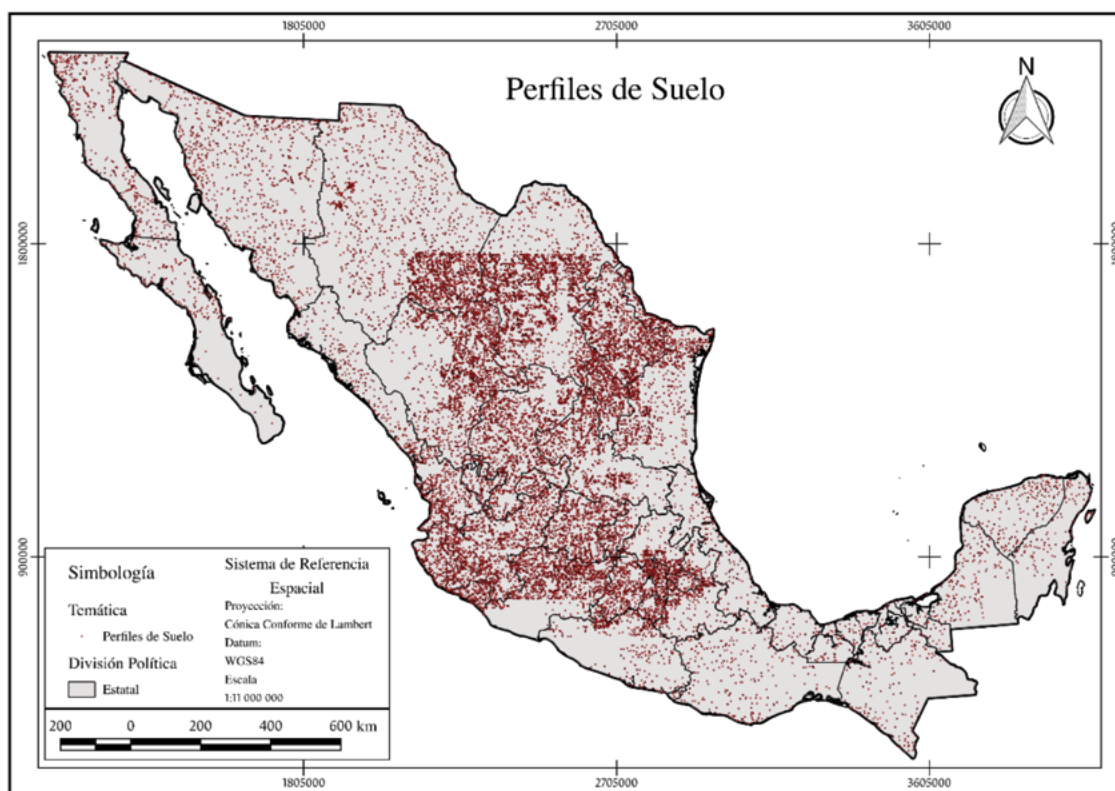 1805000
2705000
3605000
Perfiles de Suelo
N
1800000
1800000
900000
900000
Simbología
Temática
Perfiles de Suelo
División Política
Estatal
Sistema de Referencia
Espacial
Proyección:
Cónica Conforme de Lambert
Datum:
WGS84
Escala
1:11 000 000
200 0 200 400 600 km
1805000
2705000
3605000